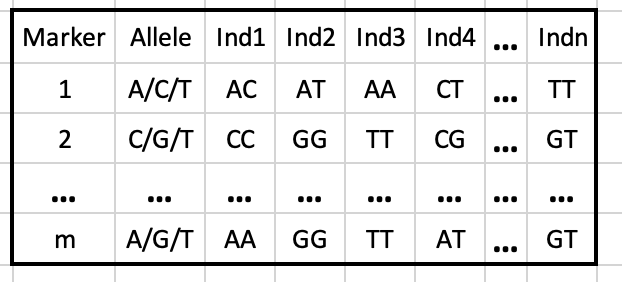 Marker Allele Ind1 Ind2 Ind3 Ind4 ... Indn
1 A/C/T AC AT AA CT ... TT
2 C/G/T CC GG TT CG ... GT
... ... ... ... ... ... ... ...
m A/G/T AA GG TT AT ... GT